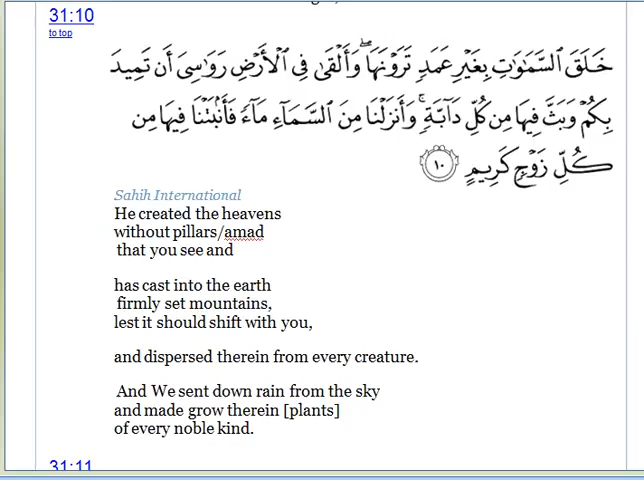 31:10
to top
خَلَقَ ٱلسَّمَٰوَٰتِ بِغَيْرِ عَمَدٍ تَرَوْنَهَا ۖ وَأَلْقَىٰ فِى ٱلْأَرْضِ رَوَٰسِىَ أَن تَمِيدَ
بِكُمْ وَبَثَّ فِيهَا مِن كُلِّ دَآبَّةٍ ۚ وَأَنزَلْنَا مِنَ ٱلسَّمَآءِ مَآءً فَأَنۢبَتْنَا فِيهَا مِن
كُلِّ زَوْجٍ كَرِيمٍ ١٠
Sahih International
He created the heavens
without pillars/amad
that you see and
has cast into the earth
firmly set mountains,
lest it should shift with you,
and dispersed therein from every creature.
And We sent down rain from the sky
and made grow therein [plants]
of every noble kind.
31:11